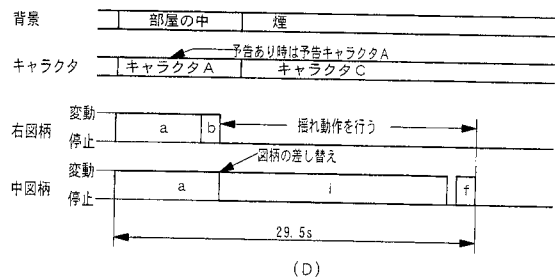 背景 部屋の中 煙
予告あり時は予告キャラクタA
キャラクタ キャラクタA キャラクタC
右図柄 変動 停止 a b 揺れ動作を行う
図柄の差し替え
中図柄 変動 停止 a i f
29.5s
(D)